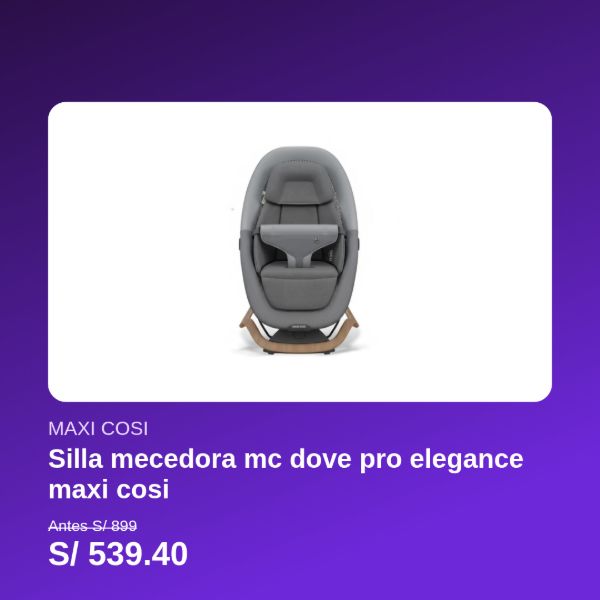 MAXI COSI
Silla mecedora mc dove pro elegance
maxi cosi
Antes S/ 899
S/ 539.40